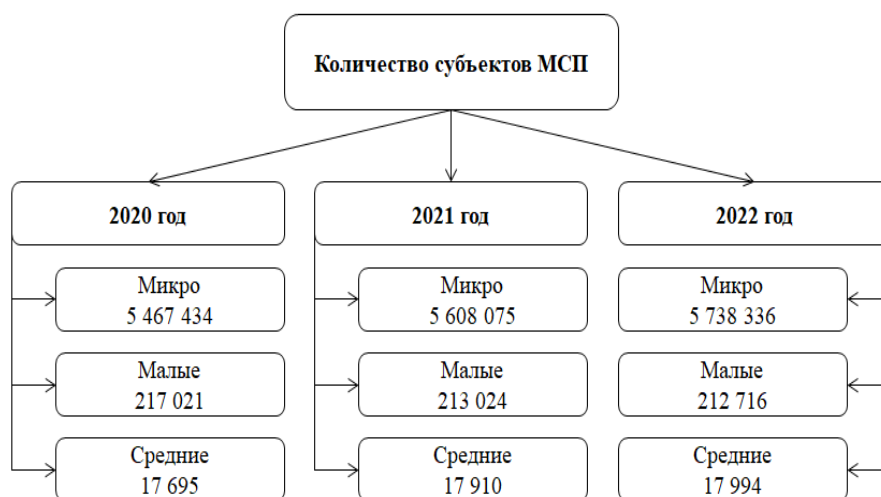 Количество субъектов МСП
2020 год
Микро
5 467 434
Малые
217 021
Средние
17 695
2021 год
Микро
5 608 075
Малые
213 024
Средние
17 910
2022 год
Микро
5 738 336
Малые
212 716
Средние
17 994